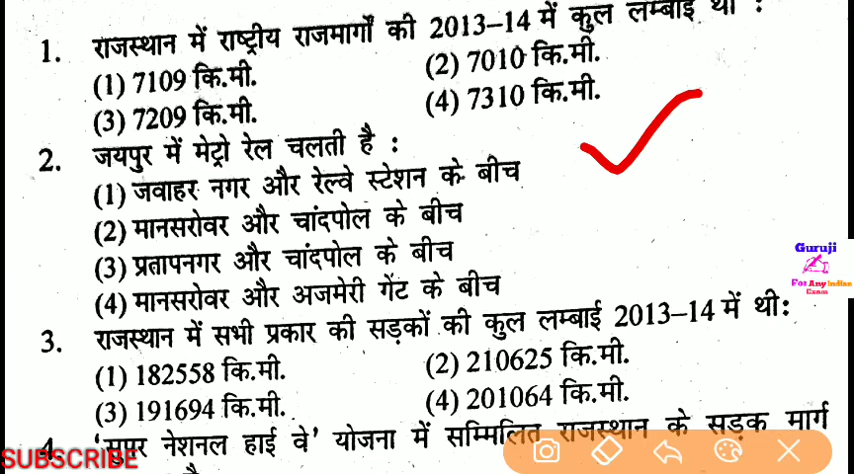 1. राजस्थान में राष्ट्रीय राजमार्गों की 2013–14 में कुल लम्बाई थी :
(1) 7109 कि.मी. (2) 7010 कि.मी.
(3) 7209 कि.मी. (4) 7310 कि.मी.
2. जयपुर में मेट्रो रेल चलती है :
(1) जवाहर नगर और रेल्वे स्टेशन के बीच
(2) मानसरोवर और चांदपोल के बीच
(3) प्रतापनगर और चांदपोल के बीच
(4) मानसरोवर और अजमेरी गेंट के बीच
Guruji
For Any Indian
Exam
3. राजस्थान में सभी प्रकार की सड़कों की कुल लम्बाई 2013–14 में थी:
(1) 182558 कि.मी. (2) 210625 कि.मी.
(3) 191694 कि.मी. (4) 201064 कि.मी.
4. 'सुपर नेशनल हाई वे' योजना में सम्मिलित राजस्थान के सड़क मार्ग
SUBSCRIBE